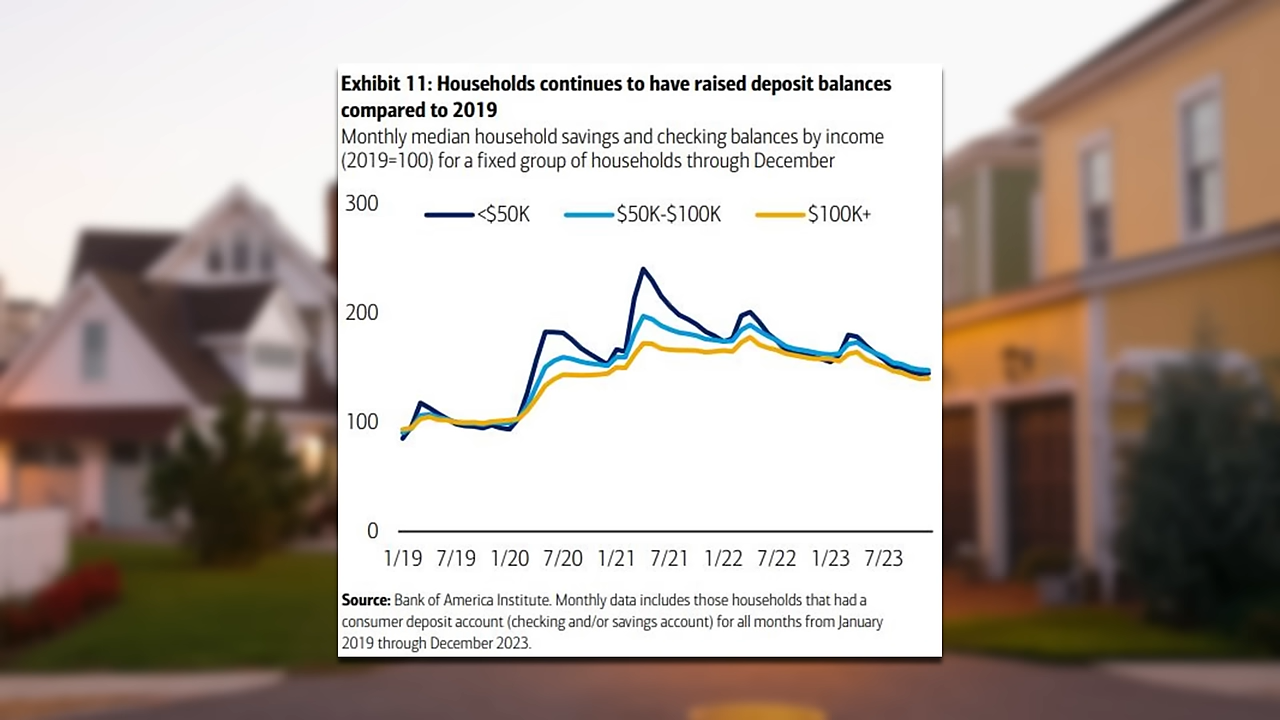 Exhibit 11: Households continues to have raised deposit balances
compared to 2019
Monthly median household savings and checking balances by income
(2019=100) for a fixed group of households through December
300
<$50K $50K-$100K $100K+
200
100
0
1/19 7/19 1/20 7/20 1/21 7/21 1/22 7/22 1/23 7/23
Source: Bank of America Institute. Monthly data includes those households that had a
consumer deposit account (checking and/or savings account) for all months from January
2019 through December 2023.